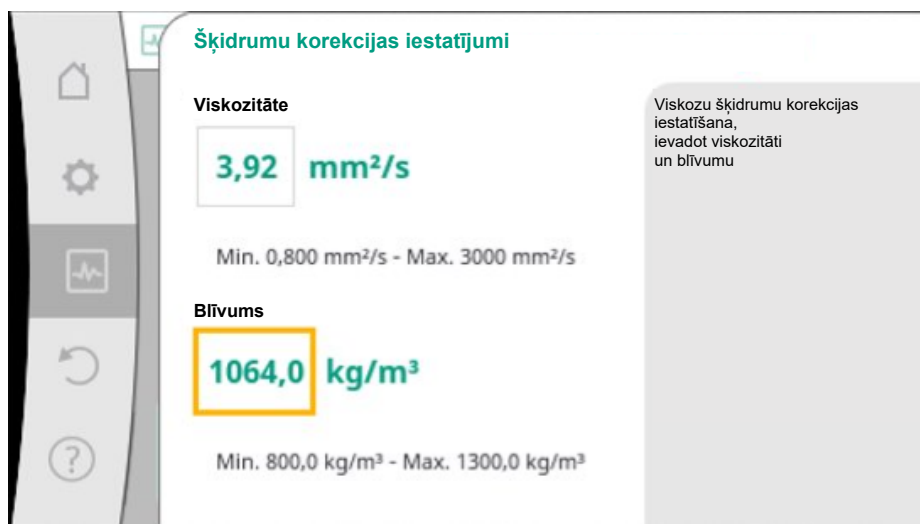 Šķidrumu korekcijas iestatījumi
Viskozitāte
3,92 mm²/s
Min. 0,800 mm²/s - Max. 3000 mm²/s
Blīvums
1064,0 kg/m³
Min. 800,0 kg/m³ - Max. 1300,0 kg/m³
Viskozu šķidrumu korekcijas
iestatīšana,
ievadot viskozitāti
un blīvumu
?